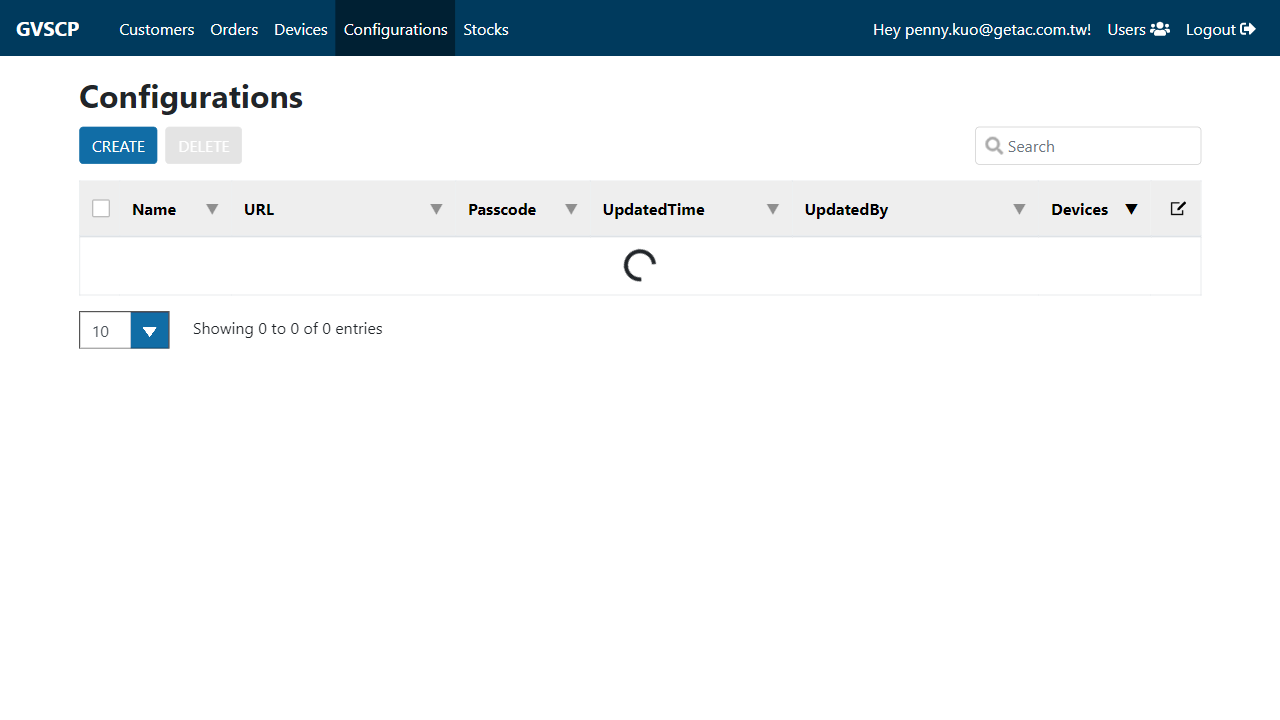 GVSCP Customers Orders Devices Configurations Stocks Hey penny.kuo@getac.com.tw! Users Logout
Configurations
CREATE DELETE Search
Name URL Passcode UpdatedTime UpdatedBy Devices
10 Showing 0 to 0 of 0 entries